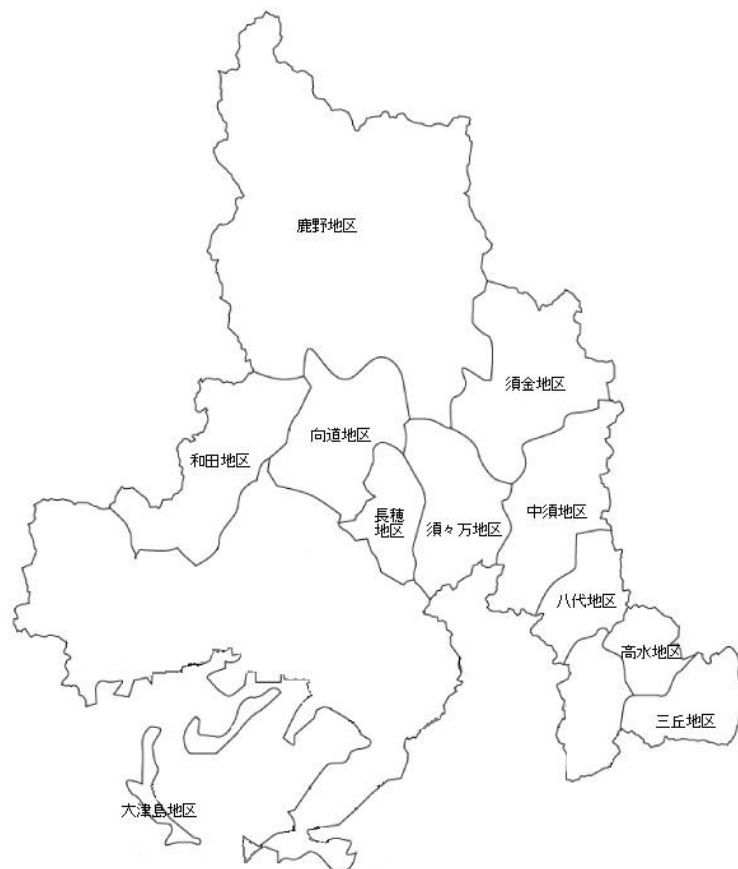 鹿野地区
須金地区
向道地区
和田地区
長穂
地区
須々万地区
中須地区
八代地区
高水地区
三丘地区
大津島地区